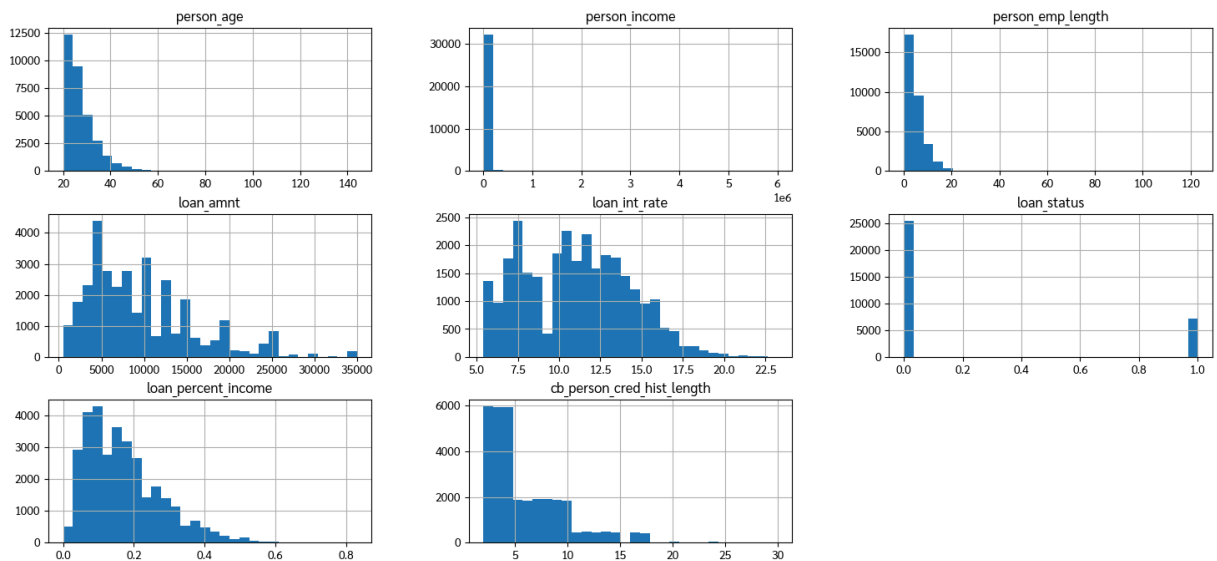 person_age
12500
10000
7500
5000
2500
0
20 40 60 80 100 120 140
person_income
30000
20000
10000
0
0 1 2 3 4 5 6
1e6
person_emp_length
15000
10000
5000
0
0 20 40 60 80 100 120
loan_amnt
4000
3000
2000
1000
0
0 5000 10000 15000 20000 25000 30000 35000
loan_int_rate
2500
2000
1500
1000
500
0
5.0 7.5 10.0 12.5 15.0 17.5 20.0 22.5
loan_status
25000
20000
15000
10000
5000
0
0.0 0.2 0.4 0.6 0.8 1.0
loan_percent_income
4000
3000
2000
1000
0
0.0 0.2 0.4 0.6 0.8
cb_person_cred_hist_length
6000
4000
2000
0
5 10 15 20 25 30